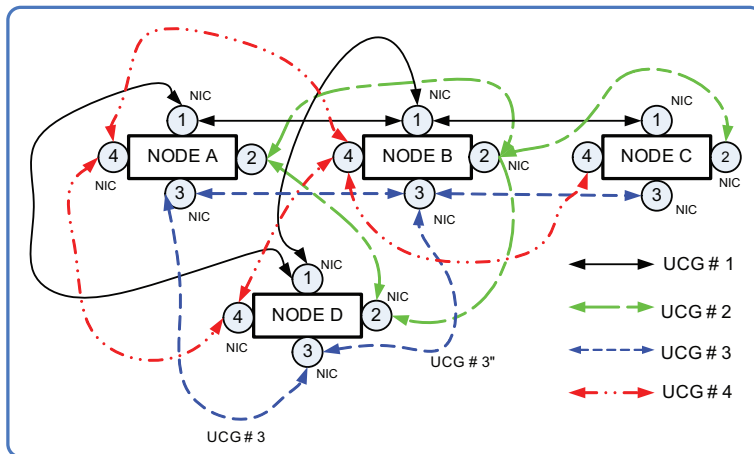 NIC
NIC
NIC
1
1
1
4
NODE A
2
4
NODE B
2
4
NODE C
2
NIC
NIC
NIC
NIC
3
NIC
3
NIC
3
NIC
1
NIC
UCG # 1
4
NODE D
2
NIC
UCG # 2
NIC
3
NIC
UCG # 3"
UCG # 3
UCG # 4
UCG # 3